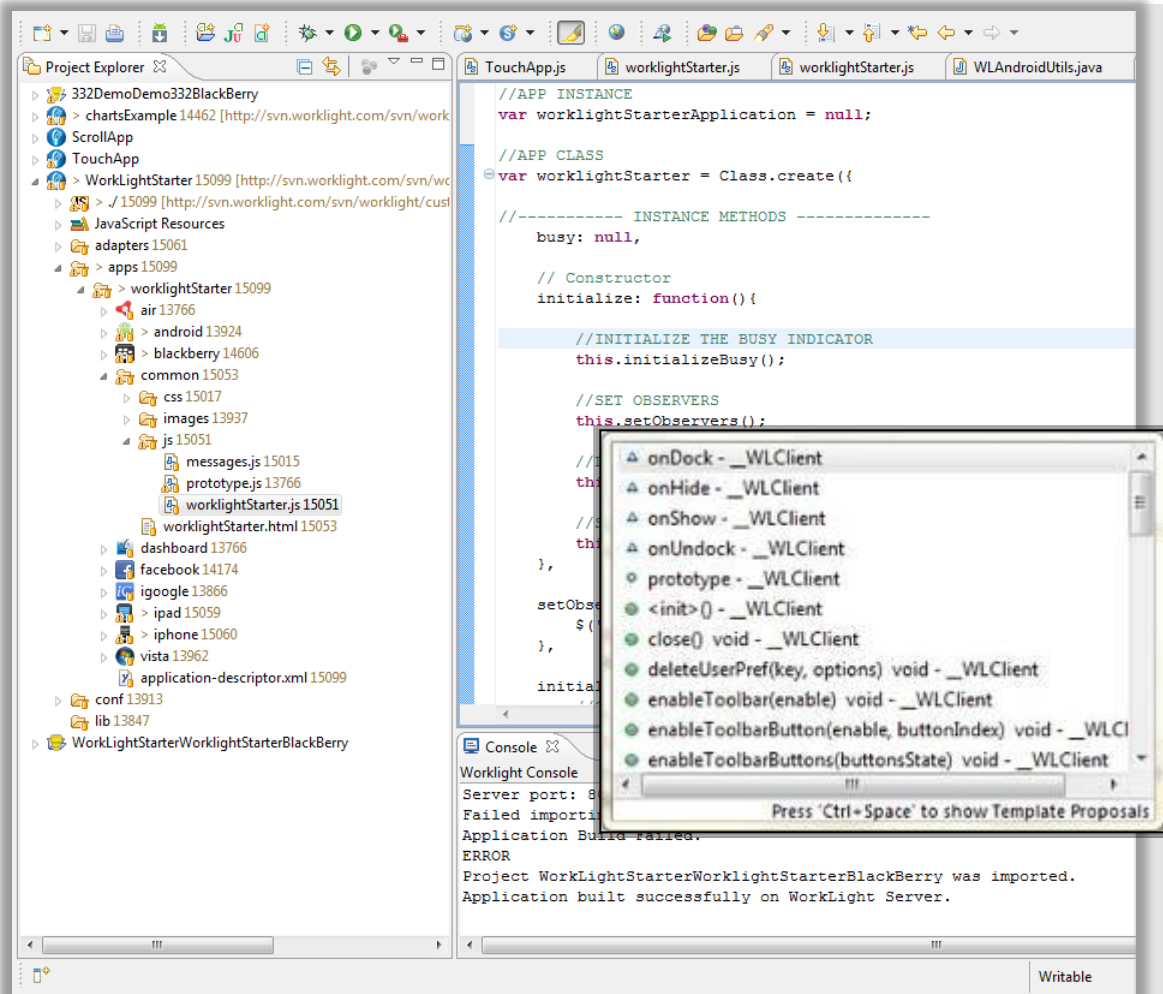 Project Explorer
332DemoDemo332BlackBerry
> chartsExample 14462 [http://svn.worklight.com/svn/work
ScrollApp
TouchApp
> WorkLightStarter 15099 [http://svn.worklight.com/svn/wc
> ./ 15099 [http://svn.worklight.com/svn/worklight/cust
JavaScript Resources
adapters 15061
> apps 15099
> worklightStarter 15099
air 13766
> android 13924
> blackberry 14606
common 15053
css 15017
images 13937
js 15051
messages.js 15015
prototype.js 13766
worklightStarter.js 15051
worklightStarter.html 15053
dashboard 13766
facebook 14174
igoogle 13866
> ipad 15059
> iphone 15060
vista 13962
application-descriptor.xml 15099
conf 13913
lib 13847
WorkLightStarterWorklightStarterBlackBerry
TouchApp.js worklightStarter.js worklightStarter.js WLAndroidUtils.java
//APP INSTANCE
var worklightStarterApplication = null;
//APP CLASS
var worklightStarter = Class.create({
//----------- INSTANCE METHODS --------------
busy: null,
// Constructor
initialize: function(){
//INITIALIZE THE BUSY INDICATOR
this.initializeBusy();
//SET OBSERVERS
this.setObservers();
},
},
onDock - __WLClient
onHide - __WLClient
onShow - __WLClient
onUndock - __WLClient
prototype - __WLClient
<init>() - __WLClient
close() void - __WLClient
deleteUserPref(key, options) void - __WLClient
enableToolbar(enable) void - __WLClient
enableToolbarButton(enable, buttonIndex) void - __WLCl
enableToolbarButtons(buttonsState) void - __WLClient
Press 'Ctrl+Space' to show Template Proposals
Console
Worklight Console
Server port: 8
Failed importi
Application Build Failed.
ERROR
Project WorkLightStarterWorklightStarterBlackBerry was imported.
Application built successfully on WorkLight Server.
Writable